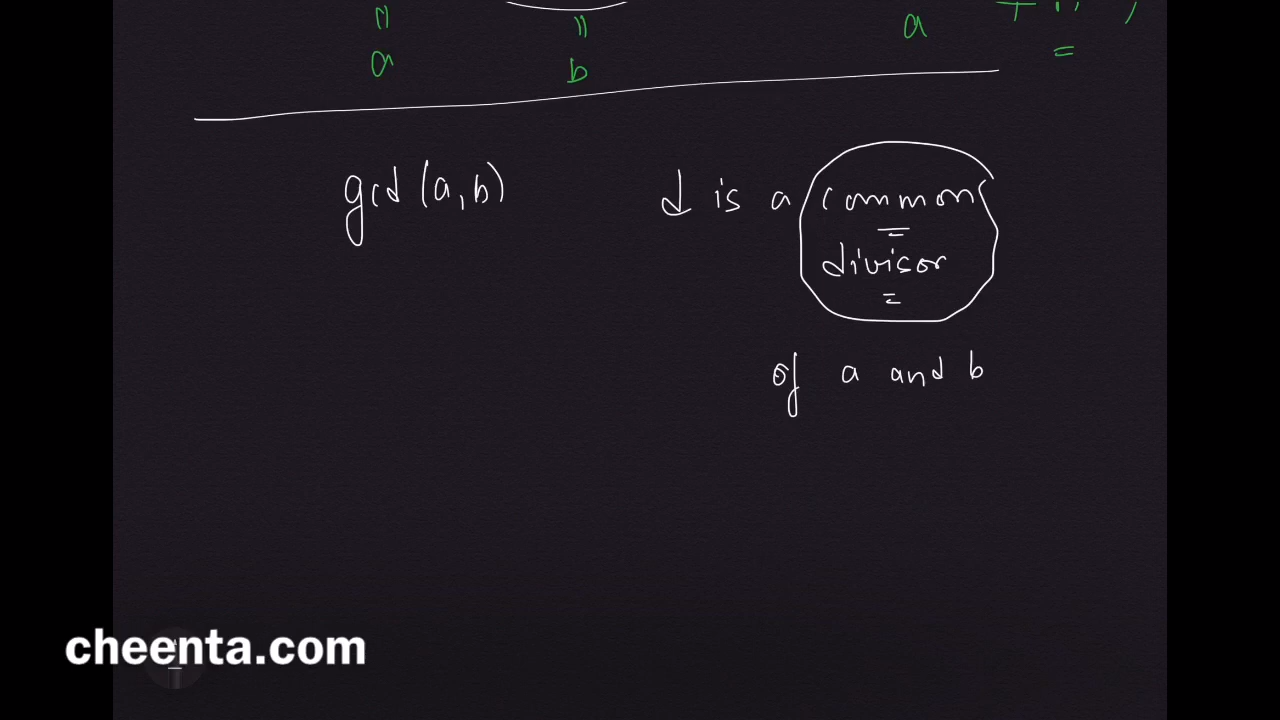 a b a =
gcd (a,b) d is a common
divisor
of a and b
cheenta.com